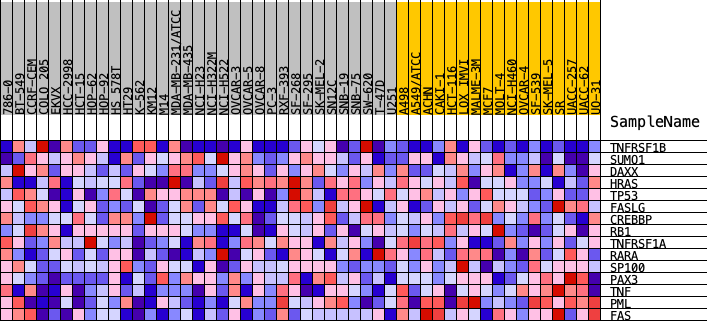 786-0
BT-549
CCRF-CEM
COLO 205
EKVX
HCC-2998
HCT-15
HOP-62
HOP-92
HS 578T
HT29
K-562
KM12
M14
MDA-MB-231/ATCC
MDA-MB-435
NCI-H23
NCI-H322M
NCI-H522
OVCAR-3
OVCAR-5
OVCAR-8
PC-3
RXF-393
SF-268
SF-295
SK-MEL-2
SN12C
SNB-19
SNB-75
SW-620
T-47D
U251
A498
A549/ATCC
ACHN
CAKI-1
HCT-116
LOX IMVI
MALME-3M
MCF7
MOLT-4
NCI-H460
OVCAR-4
SF-539
SK-MEL-5
SR
UACC-257
UACC-62
UO-31
SampleName
TNFRSF1B
SUMO1
DAXX
HRAS
TP53
FASLG
CREBBP
RB1
TNFRSF1A
RARA
SP100
PAX3
TNF
PML
FAS